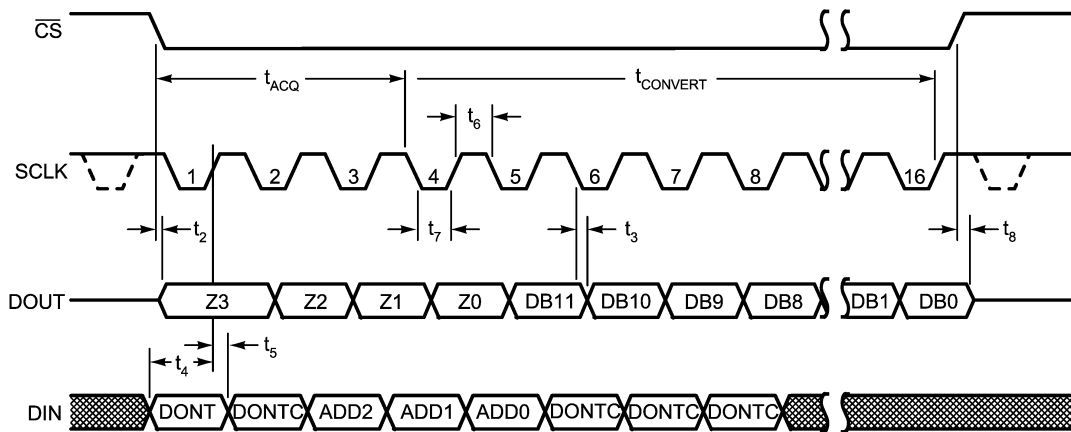 CS
tACQ
tCONVERT
t6
SCLK
1 2 3 4 5 6 7 8 16
t2
t7
t3
t8
DOUT
Z3 Z2 Z1 Z0 DB11 DB10 DB9 DB8 DB1 DB0
t4
t5
DIN
DONT DONTC ADD2 ADD1 ADD0 DONTC DONTC DONTC